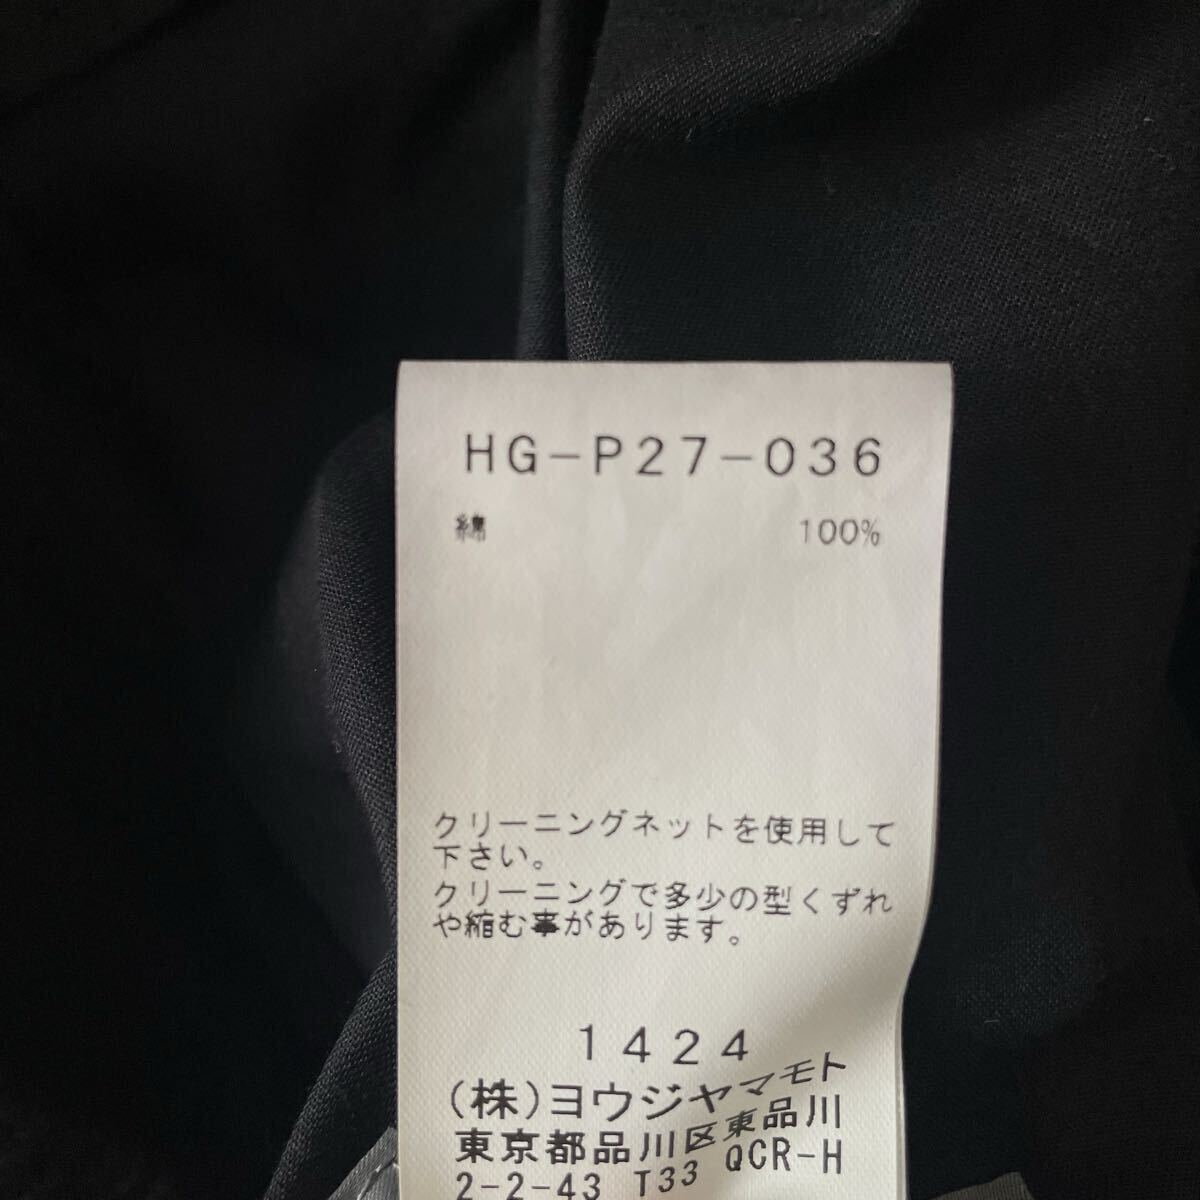 HG-P27-036
綿 100%
クリーニングネットを使用して
下さい。
クリーニングで多少の型くずれ
や縮む事があります。
1424
(株)ヨウジヤマモト
東京都品川区東品川
2-2-43 T33 QCR-H